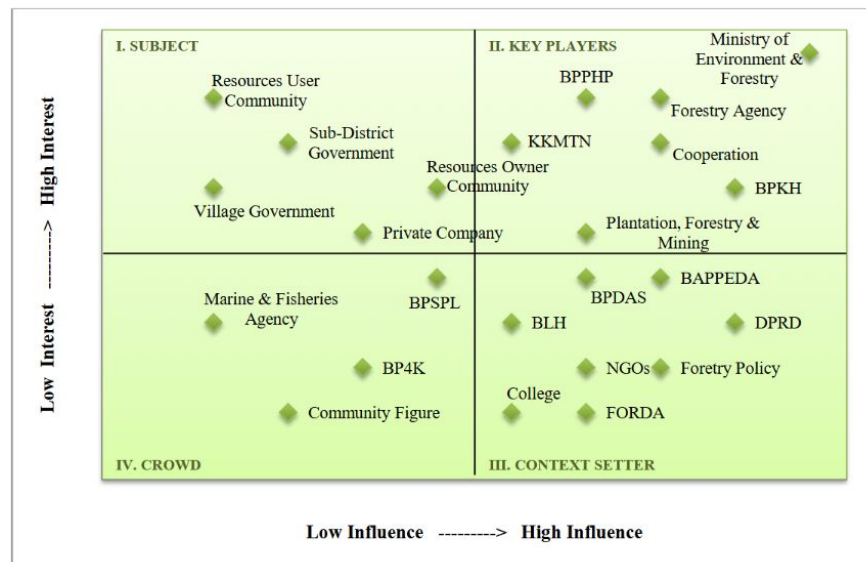 I. SUBJECT
II. KEY PLAYERS
Ministry of
Environment &
Forestry
Resources User
Community
BPPHP
Forestry Agency
Sub-District
Government
KKMTN
Cooperation
Resources Owner
Community
BPKH
Village Government
Private Company
Plantation, Forestry &
Mining
Marine & Fisheries
Agency
BPSPL
BPDAS
BAPPEDA
BLH
DPRD
BP4K
NGOs
Foretry Policy
Community Figure
College
FORDA
IV. CROWD
III. CONTEXT SETTER
Low Interest ---------> High Interest
Low Influence ---------> High Influence